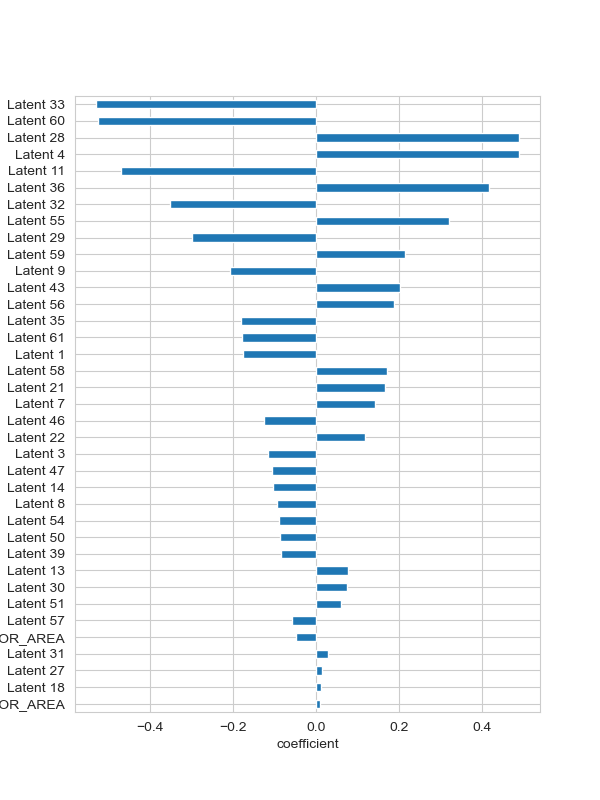 Latent 33
Latent 60
Latent 28
Latent 4
Latent 11
Latent 36
Latent 32
Latent 55
Latent 29
Latent 59
Latent 9
Latent 43
Latent 56
Latent 35
Latent 61
Latent 1
Latent 58
Latent 21
Latent 7
Latent 46
Latent 22
Latent 3
Latent 47
Latent 14
Latent 8
Latent 54
Latent 50
Latent 39
Latent 13
Latent 30
Latent 51
Latent 57
OR_AREA
Latent 31
Latent 27
Latent 18
OR_AREA
−0.4 −0.2 0.0 0.2 0.4
coefficient